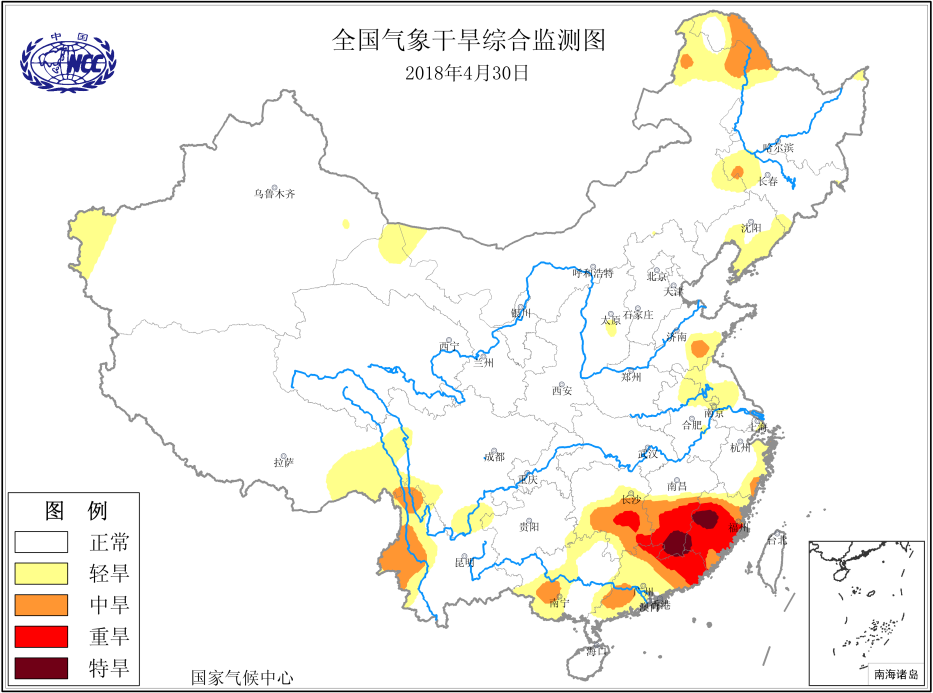 全国气象干旱综合监测图
2018年4月30日
中国
NCC
哈尔滨
长春
乌鲁木齐
沈阳
呼和浩特
北京
天津
银川
太原
石家庄
济南
西宁
兰州
郑州
西安
南京
合肥
上海
拉萨
成都
武汉
杭州
重庆
南昌
长沙
贵阳
福州
台北
昆明
广州
南宁
澳门
香港
海口
图 例
正常
轻旱
中旱
重旱
特旱
国家气候中心
南海诸岛